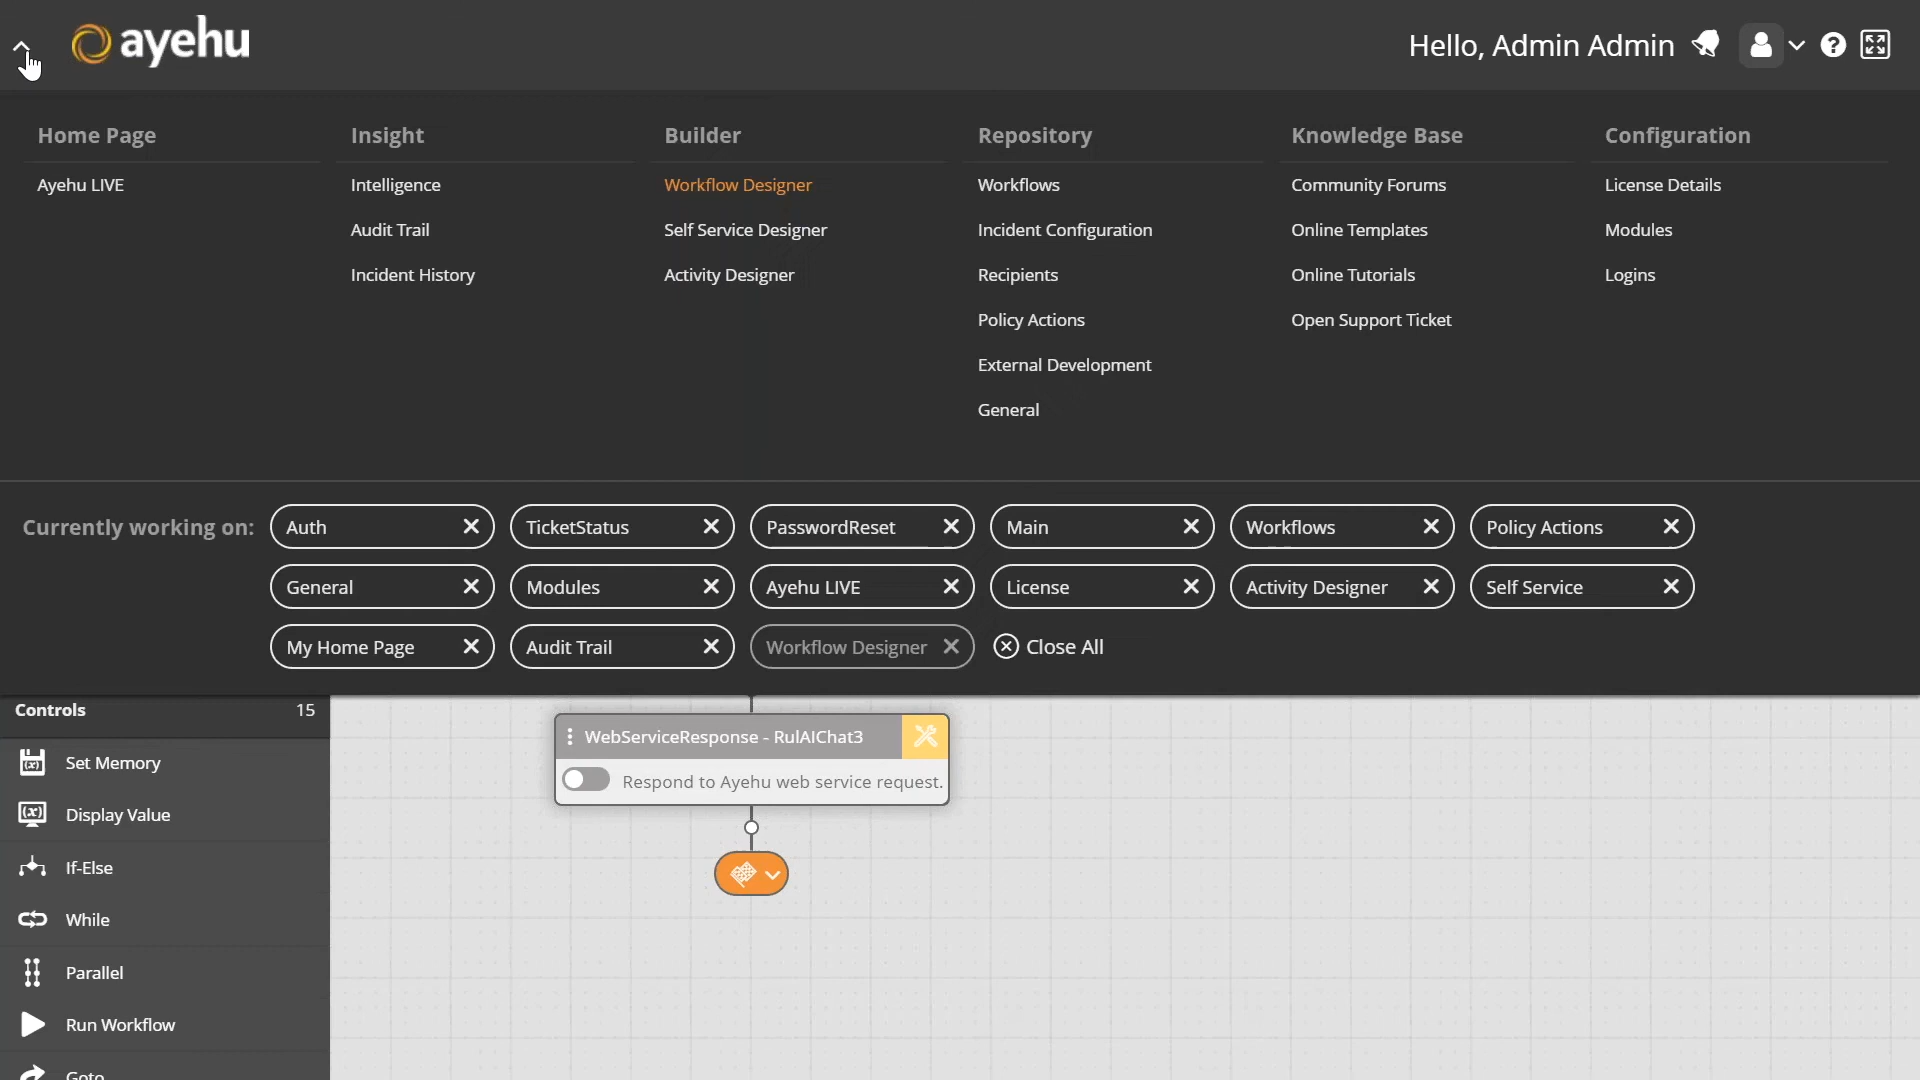 ayehu
Hello, Admin Admin
Home Page
Ayehu LIVE
Insight
Intelligence
Audit Trail
Incident History
Builder
Workflow Designer
Self Service Designer
Activity Designer
Repository
Workflows
Incident Configuration
Recipients
Policy Actions
External Development
General
Knowledge Base
Community Forums
Online Templates
Online Tutorials
Open Support Ticket
Configuration
License Details
Modules
Logins
Currently working on:
Auth
TicketStatus
PasswordReset
Main
Workflows
Policy Actions
General
Modules
Ayehu LIVE
License
Activity Designer
Self Service
My Home Page
Audit Trail
Workflow Designer
Close All
Controls 15
Set Memory
Display Value
If-Else
While
Parallel
Run Workflow
Goto
WebServiceResponse - RulAIChat3
Respond to Ayehu web service request.